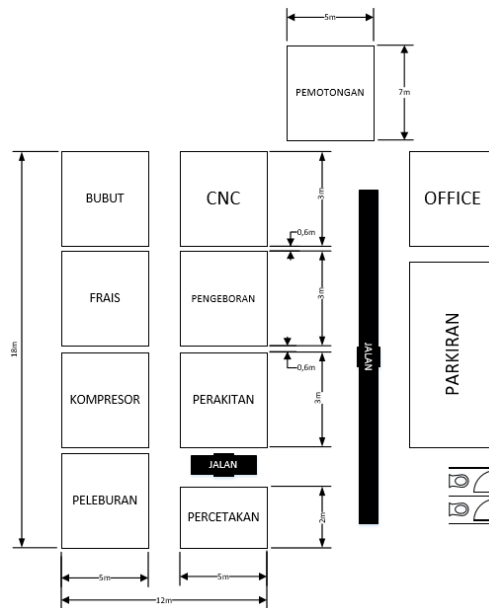 5m
PEMOTONGAN
7m
BUBUT
CNC
3m
OFFICE
0,6m
FRAIS
PENGEBORAN
3m
18m
JALAN
PARKIRAN
0,6m
KOMPRESOR
PERAKITAN
3m
JALAN
PELEBURAN
PERCETAKAN
2m
5m
5m
12m